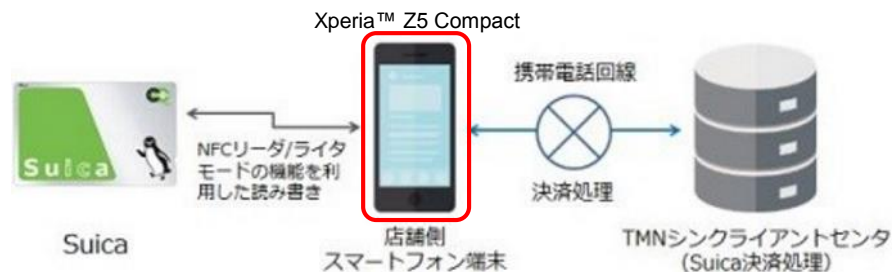 Xperia™ Z5 Compact
携帯電話回線
Suica
NFCリーダ/ライタ
モードの機能を利
用した読み書き
決済処理
Suica
店舗側
スマートフォン端末
TMNシンクライアントセンタ
(Suica決済処理)